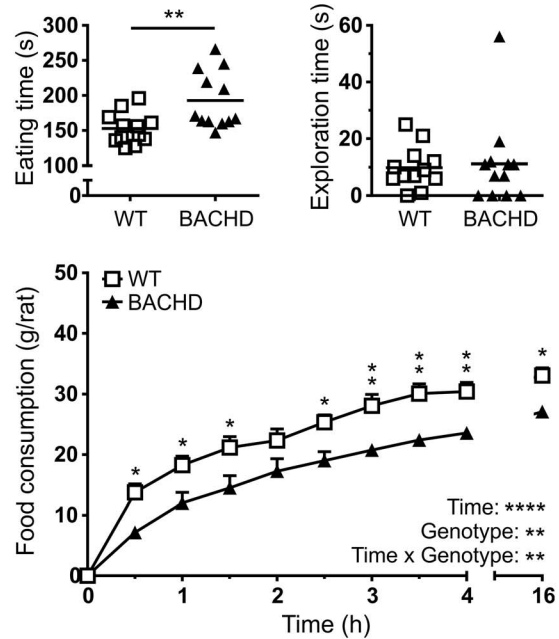 300
250
200
150
100
0
Eating time (s)
**
WT
BACHD
60
40
20
0
Exploration time (s)
WT
BACHD
50
40
30
20
10
0
Food consumption (g/rat)
WT
BACHD
*
*
*
*
**
**
**
*
Time: ****
Genotype: **
Time x Genotype: **
0
1
2
3
4
16
Time (h)